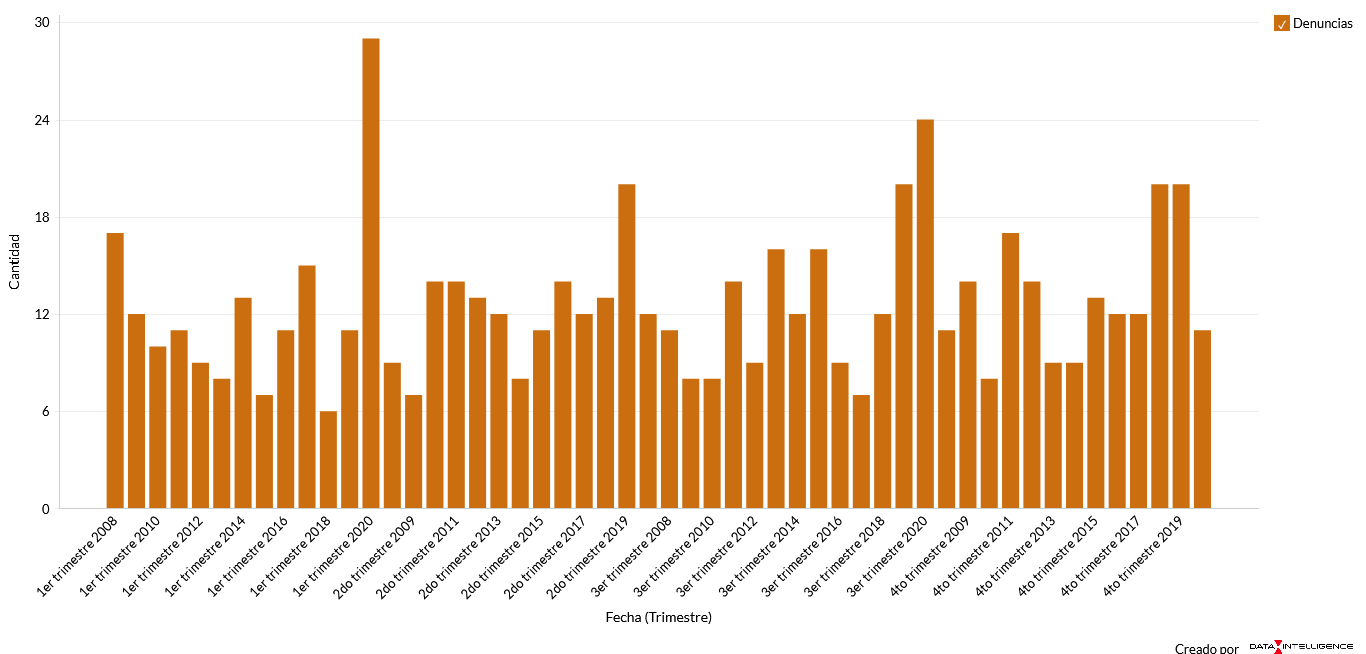 30
24
18
12
6
0
Cantidad
✓ Denuncias
1er trimestre 2008
1er trimestre 2010
1er trimestre 2012
1er trimestre 2014
1er trimestre 2016
1er trimestre 2018
1er trimestre 2020
2do trimestre 2009
2do trimestre 2011
2do trimestre 2013
2do trimestre 2015
2do trimestre 2017
2do trimestre 2019
3er trimestre 2008
3er trimestre 2010
3er trimestre 2012
3er trimestre 2014
3er trimestre 2016
3er trimestre 2018
3er trimestre 2020
4to trimestre 2009
4to trimestre 2011
4to trimestre 2013
4to trimestre 2015
4to trimestre 2017
4to trimestre 2019
Fecha (Trimestre)
Creado por DATA INTELLIGENCE